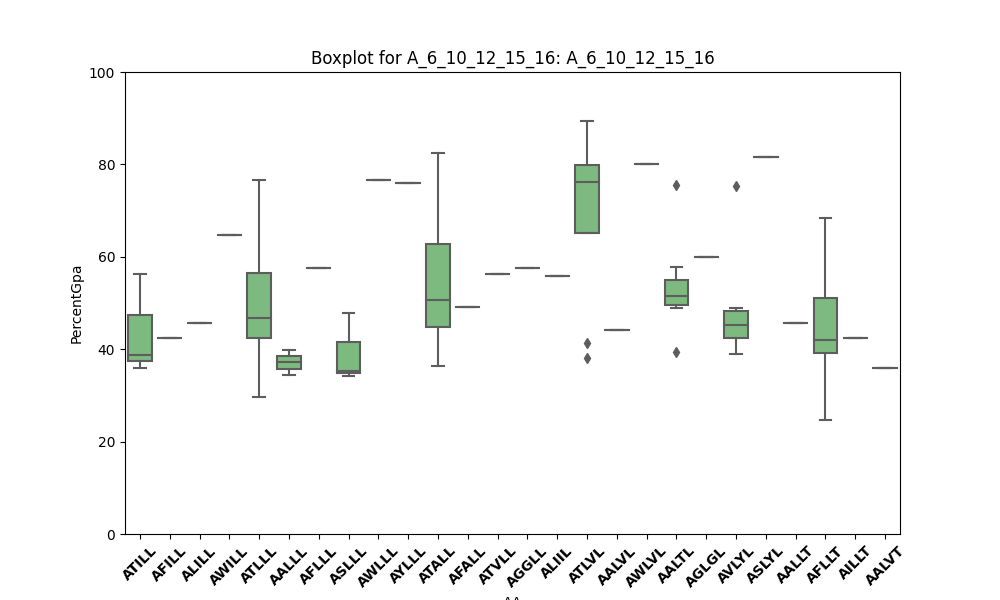 Boxplot for A_6_10_12_15_16: A_6_10_12_15_16
PercentGpa
100
80
60
40
20
0
ATILL AFILL ALILL AWILL ATLLL AALLL AFLLL ASLLL AWLLL AYLLL ATALL AFALL ATVLL AGGLL ALIIL ATLVL AALVL AWLVL AALTL AGLGL AVLYL ASLYL AALLT AFLLT AILLT AALVT
AA